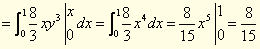 = ∫₀¹ 8/3 xy³ |₀ˣ dx = ∫₀¹ 8/3 x⁴ dx = 8/15 x⁵ |₀¹ = 8/15